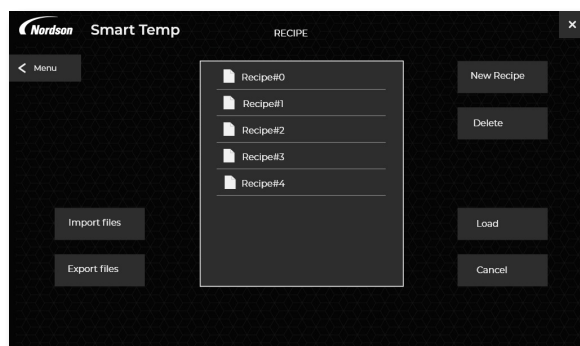 Nordson Smart Temp
RECIPE
×
< Menu
Recipe#0
Recipe#1
Recipe#2
Recipe#3
Recipe#4
New Recipe
Delete
Import files
Export files
Load
Cancel